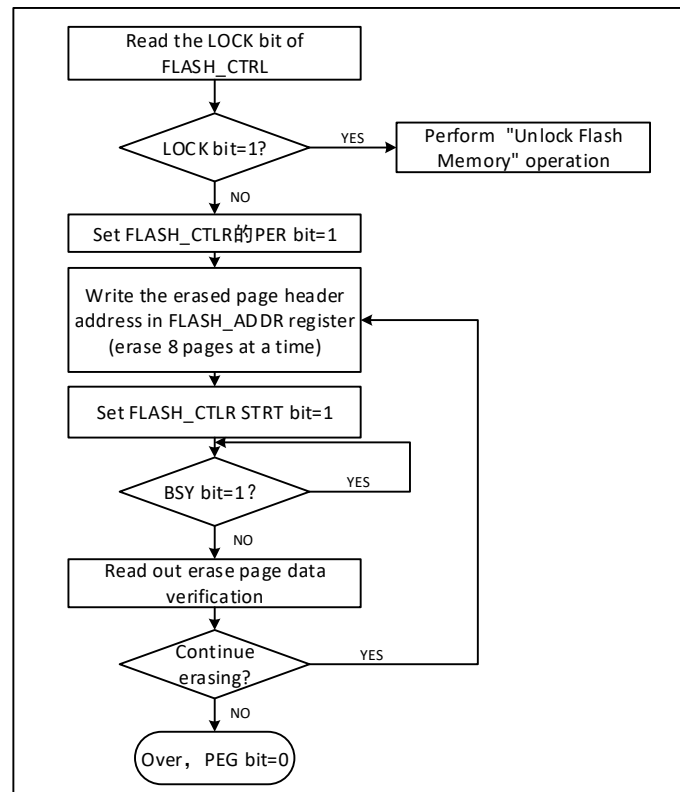 Read the LOCK bit of
FLASH_CTRL
LOCK bit=1?
YES
Perform "Unlock Flash
Memory" operation
NO
Set FLASH_CTLR的PER bit=1
Write the erased page header
address in FLASH_ADDR register
(erase 8 pages at a time)
Set FLASH_CTLR STRT bit=1
BSY bit=1?
YES
NO
Read out erase page data
verification
Continue
erasing?
YES
NO
Over，PEG bit=0